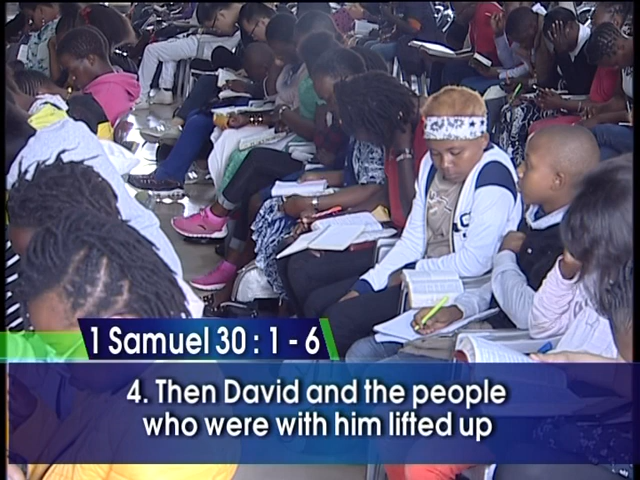 1 Samuel 30 : 1 - 6
4. Then David and the people
who were with him lifted up